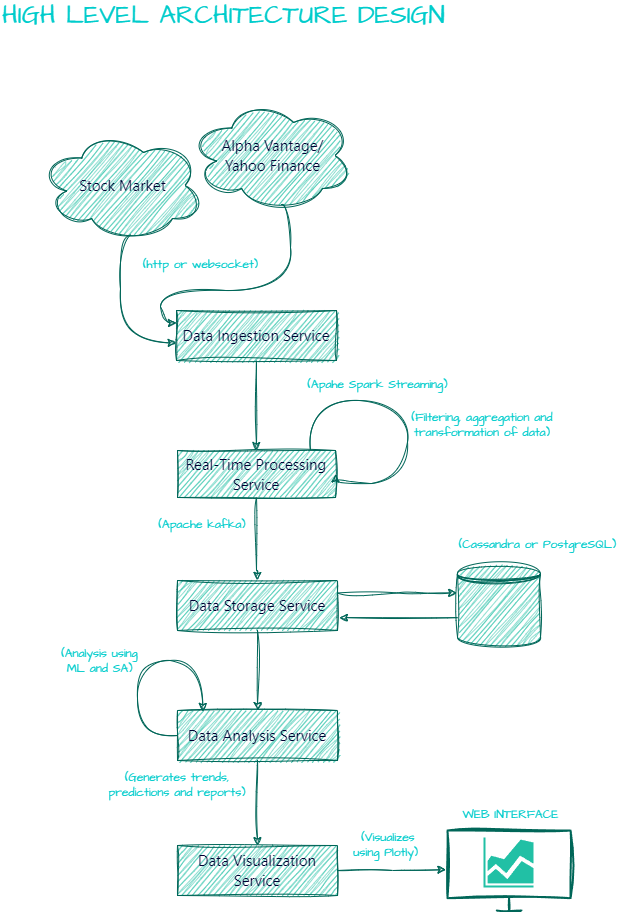 HIGH LEVEL ARCHITECTURE DESIGN
Alpha Vantage/
Yahoo Finance
Stock Market
(http or websocket)
Data Ingestion Service
(Apahe Spark Streaming)
(Filtering, aggregation and
transformation of data)
Real-Time Processing
Service
(Apache kafka)
(Cassandra or PostgreSQL)
Data Storage Service
(Analysis using
ML and SA)
Data Analysis Service
(Generates trends,
predictions and reports)
WEB INTERFACE
(Visualizes
using Plotly)
Data Visualization
Service